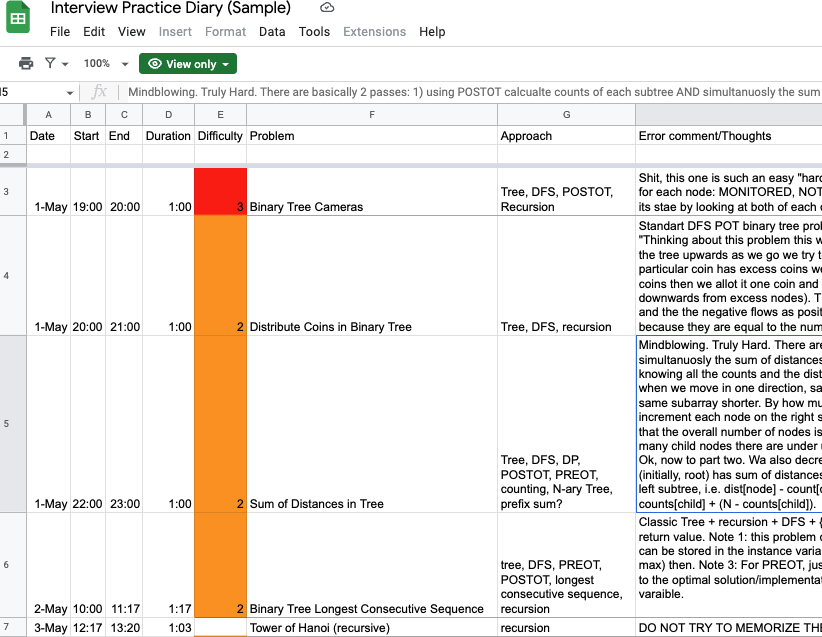 Interview Practice Diary (Sample)
File Edit View Insert Format Data Tools Extensions Help
100% View only
I5 fx Mindblowing. Truly Hard. There are basically 2 passes: 1) using POSTOT calcualte counts of each subtree AND simultanuosly the sum
A B C D E F G
1 Date Start End Duration Difficulty Problem Approach Error comment/Thoughts
2
3 1-May 19:00 20:00 1:00 3 Binary Tree Cameras
Tree, DFS, POSTOT,
Recursion
Shit, this one is such an easy "hard
for each node: MONITORED, NOT
its stae by looking at both of each
4 1-May 20:00 21:00 1:00 2 Distribute Coins in Binary Tree
Tree, DFS, recursion
Standart DFS POT binary tree
"Thinking about this problem this
the tree upwards as we go we try
particular coin has excess coins
coins then we allot it one coin and
downwards from excess nodes).
and the the negative flows as
because they are equal to the
5 1-May 22:00 23:00 1:00 2 Sum of Distances in Tree
Tree, DFS, DP,
POSTOT, PREOT,
counting, N-ary Tree,
prefix sum?
Mindblowing. Truly Hard. There are
simultanuosly the sum of distances
knowing all the counts and the
when we move in one direction,
same subarray shorter. By how
increment each node on the right
that the overall number of nodes is
many child nodes there are under
Ok, now to part two. Wa also
(initially, root) has sum of distances
left subtree, i.e. dist[node] -
counts[child] + (N - counts[child]).
6 2-May 10:00 11:17 1:17 2 Binary Tree Longest Consecutive Sequence
tree, DFS, PREOT,
POSTOT, longest
consecutive sequence,
recursion
Classic Tree + recursion + DFS +
return value. Note 1: this problem
can be stored in the instance
max) then. Note 3: For PREOT,
to the optimal
varaible.
7 3-May 12:17 13:20 1:03 Tower of Hanoi (recursive) recursion DO NOT TRY TO MEMORIZE